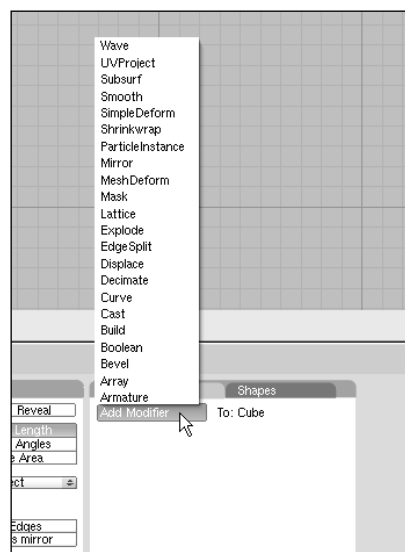 Wave
UVProject
Subsurf
Smooth
SimpleDeform
Shrinkwrap
ParticleInstance
Mirror
MeshDeform
Mask
Lattice
Explode
EdgeSplit
Displace
Decimate
Curve
Cast
Build
Boolean
Bevel
Array
Armature
Shapes
Reveal
Add Modifier
To: Cube
Length
Angles
Area
Edges
mirror